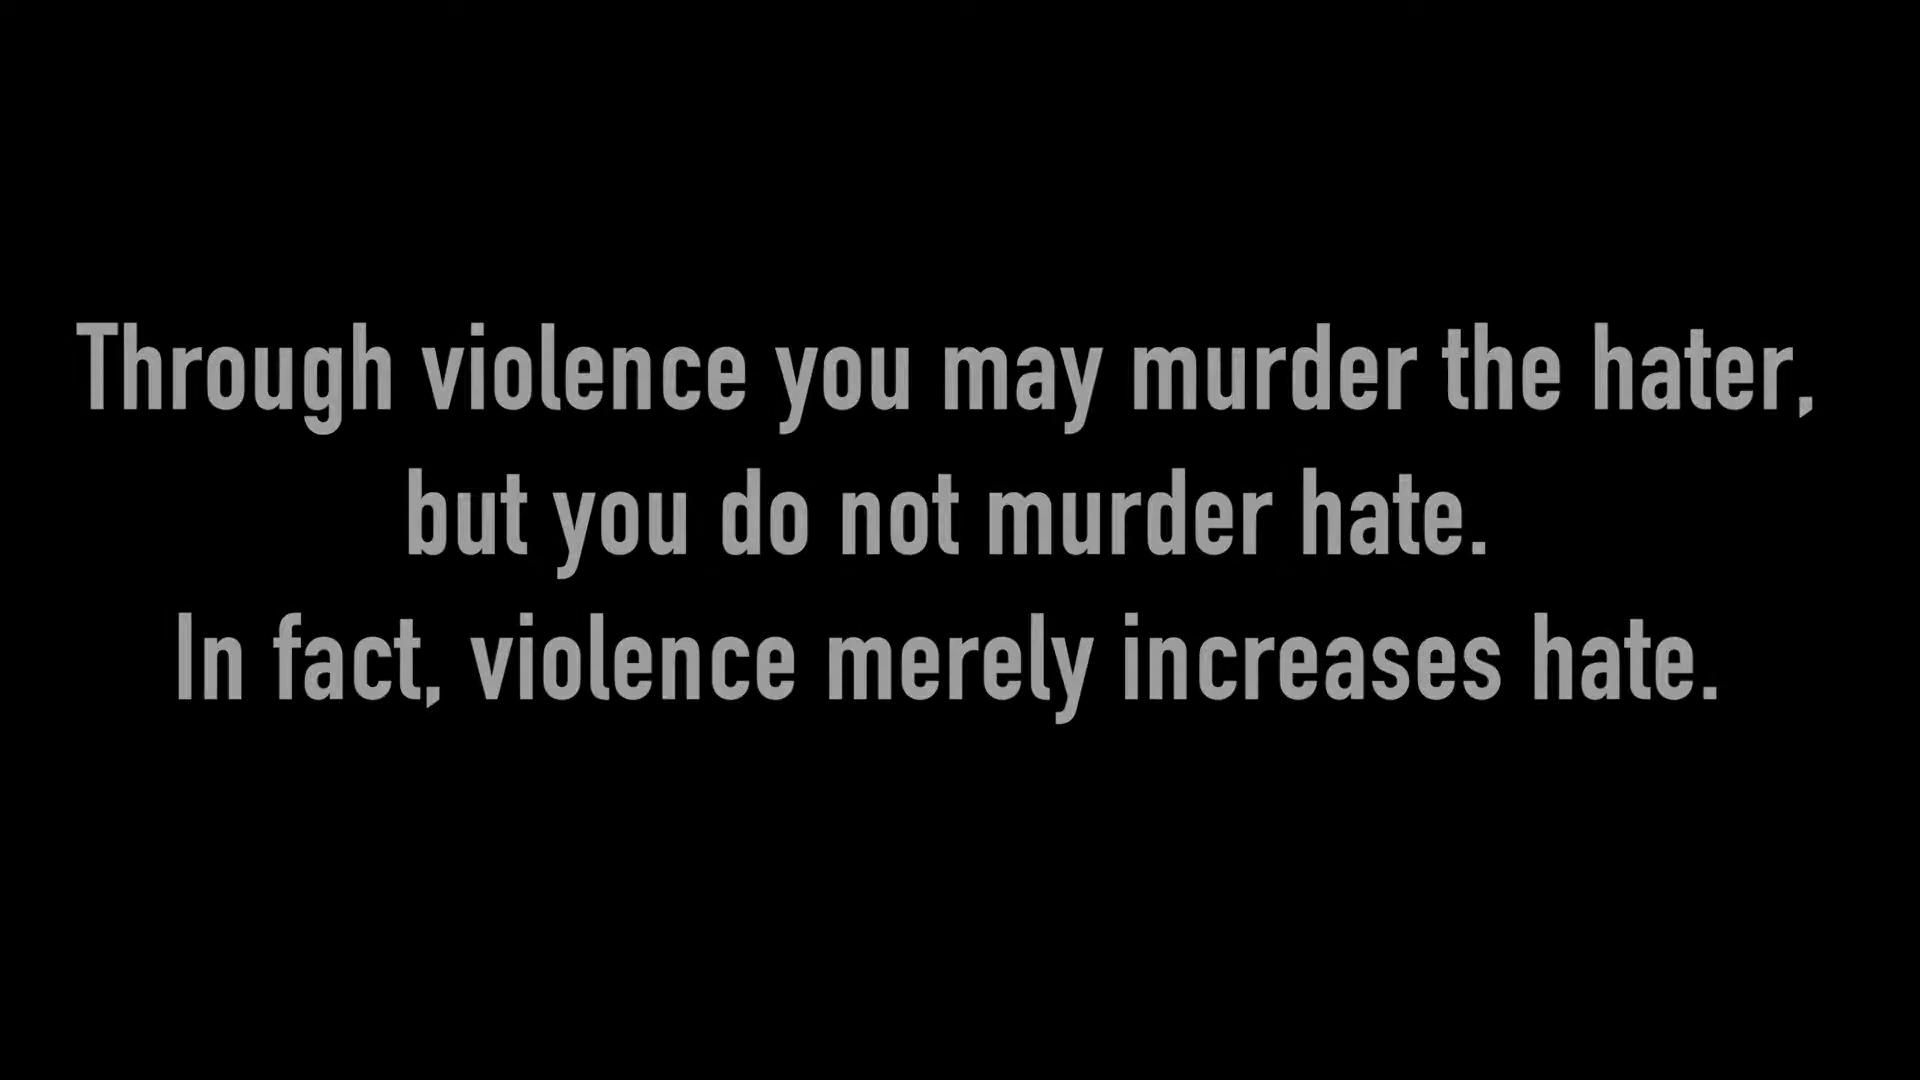 Through violence you may murder the hater,
but you do not murder hate.
In fact, violence merely increases hate.